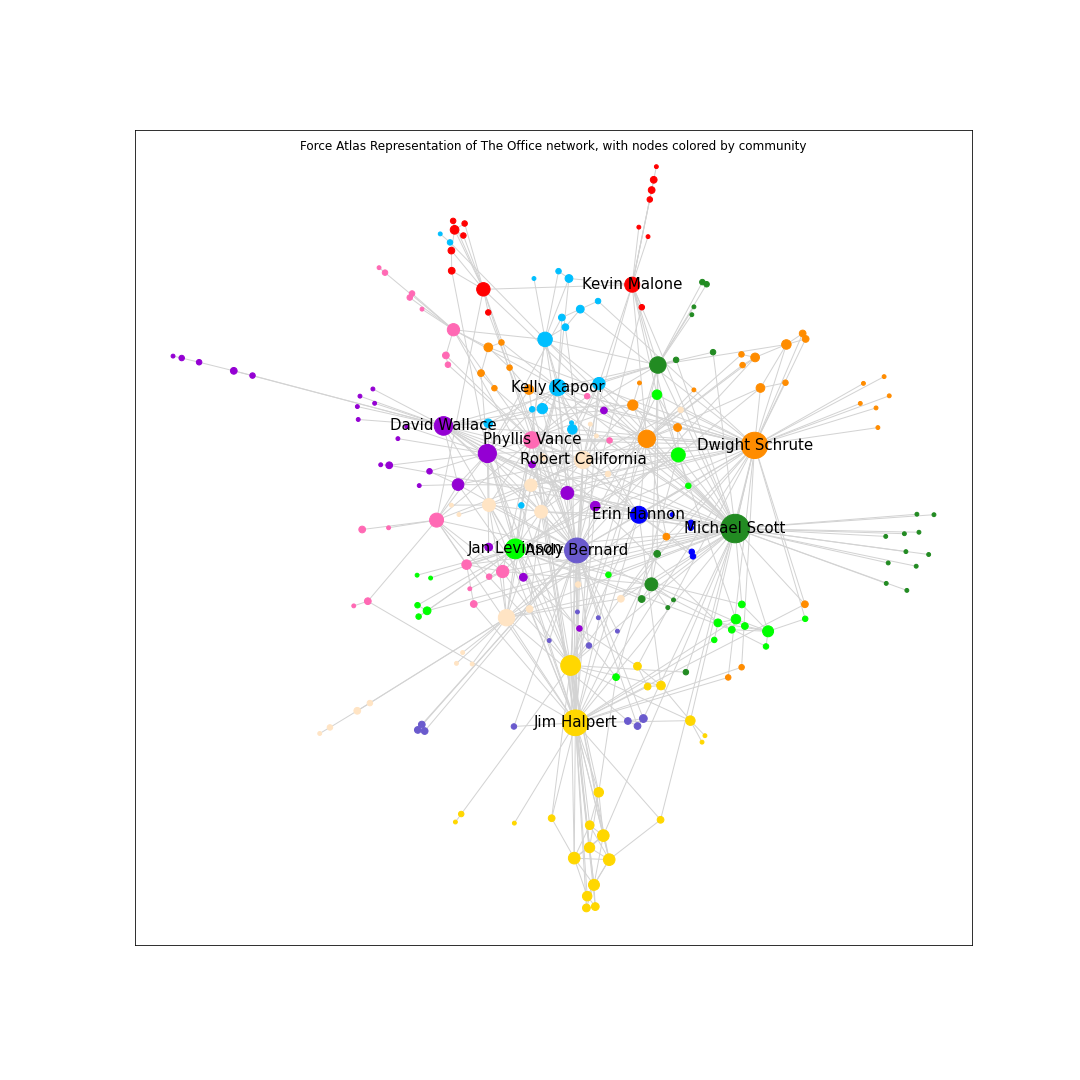 Force Atlas Representation of The Office network, with nodes colored by community
Kevin Malone
Kelly Kapoor
David Wallace
Phyllis Vance
Dwight Schrute
Robert California
Erin Hannon
Michael Scott
Jan Levinson
Andy Bernard
Jim Halpert